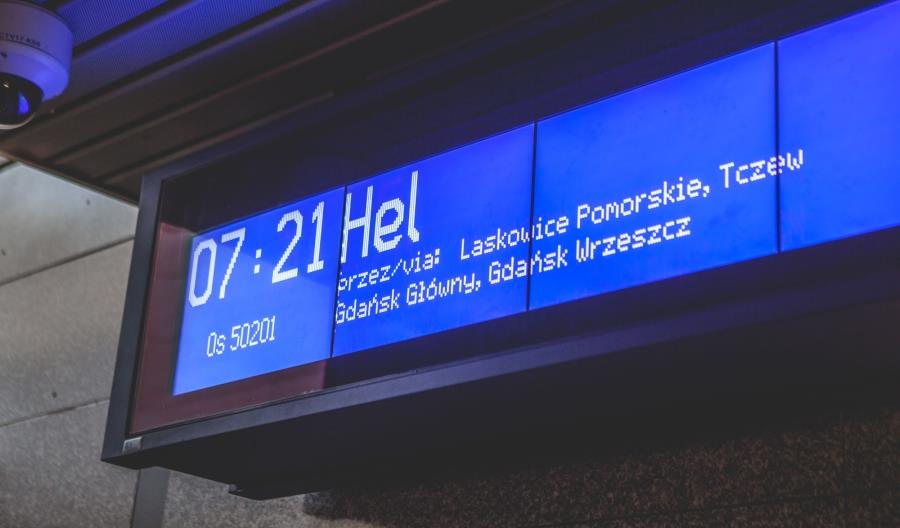 07:21 Hel
przez/via: Laskowice Pomorskie, Tczew
Gdańsk Główny, Gdańsk Wrzeszcz
Os 50201